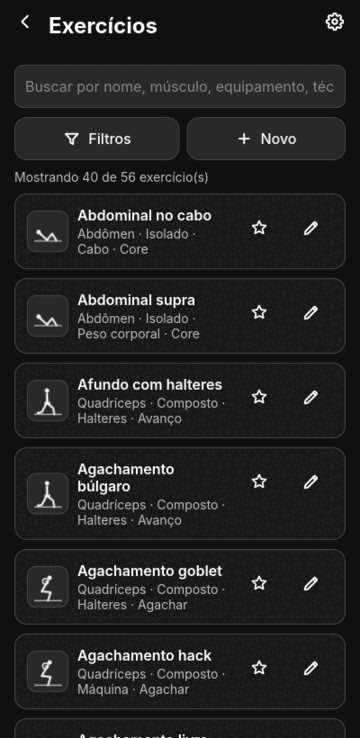 Exercícios
Buscar por nome, músculo, equipamento, téc
Filtros
Novo
Mostrando 40 de 56 exercício(s)
Abdominal no cabo
Abdômen · Isolado ·
Cabo · Core
Abdominal supra
Abdômen · Isolado ·
Peso corporal · Core
Afundo com halteres
Quadríceps · Composto ·
Halteres · Avanço
Agachamento
búlgaro
Quadríceps · Composto ·
Halteres · Avanço
Agachamento goblet
Quadríceps · Composto ·
Halteres · Agachar
Agachamento hack
Quadríceps · Composto ·
Máquina · Agachar